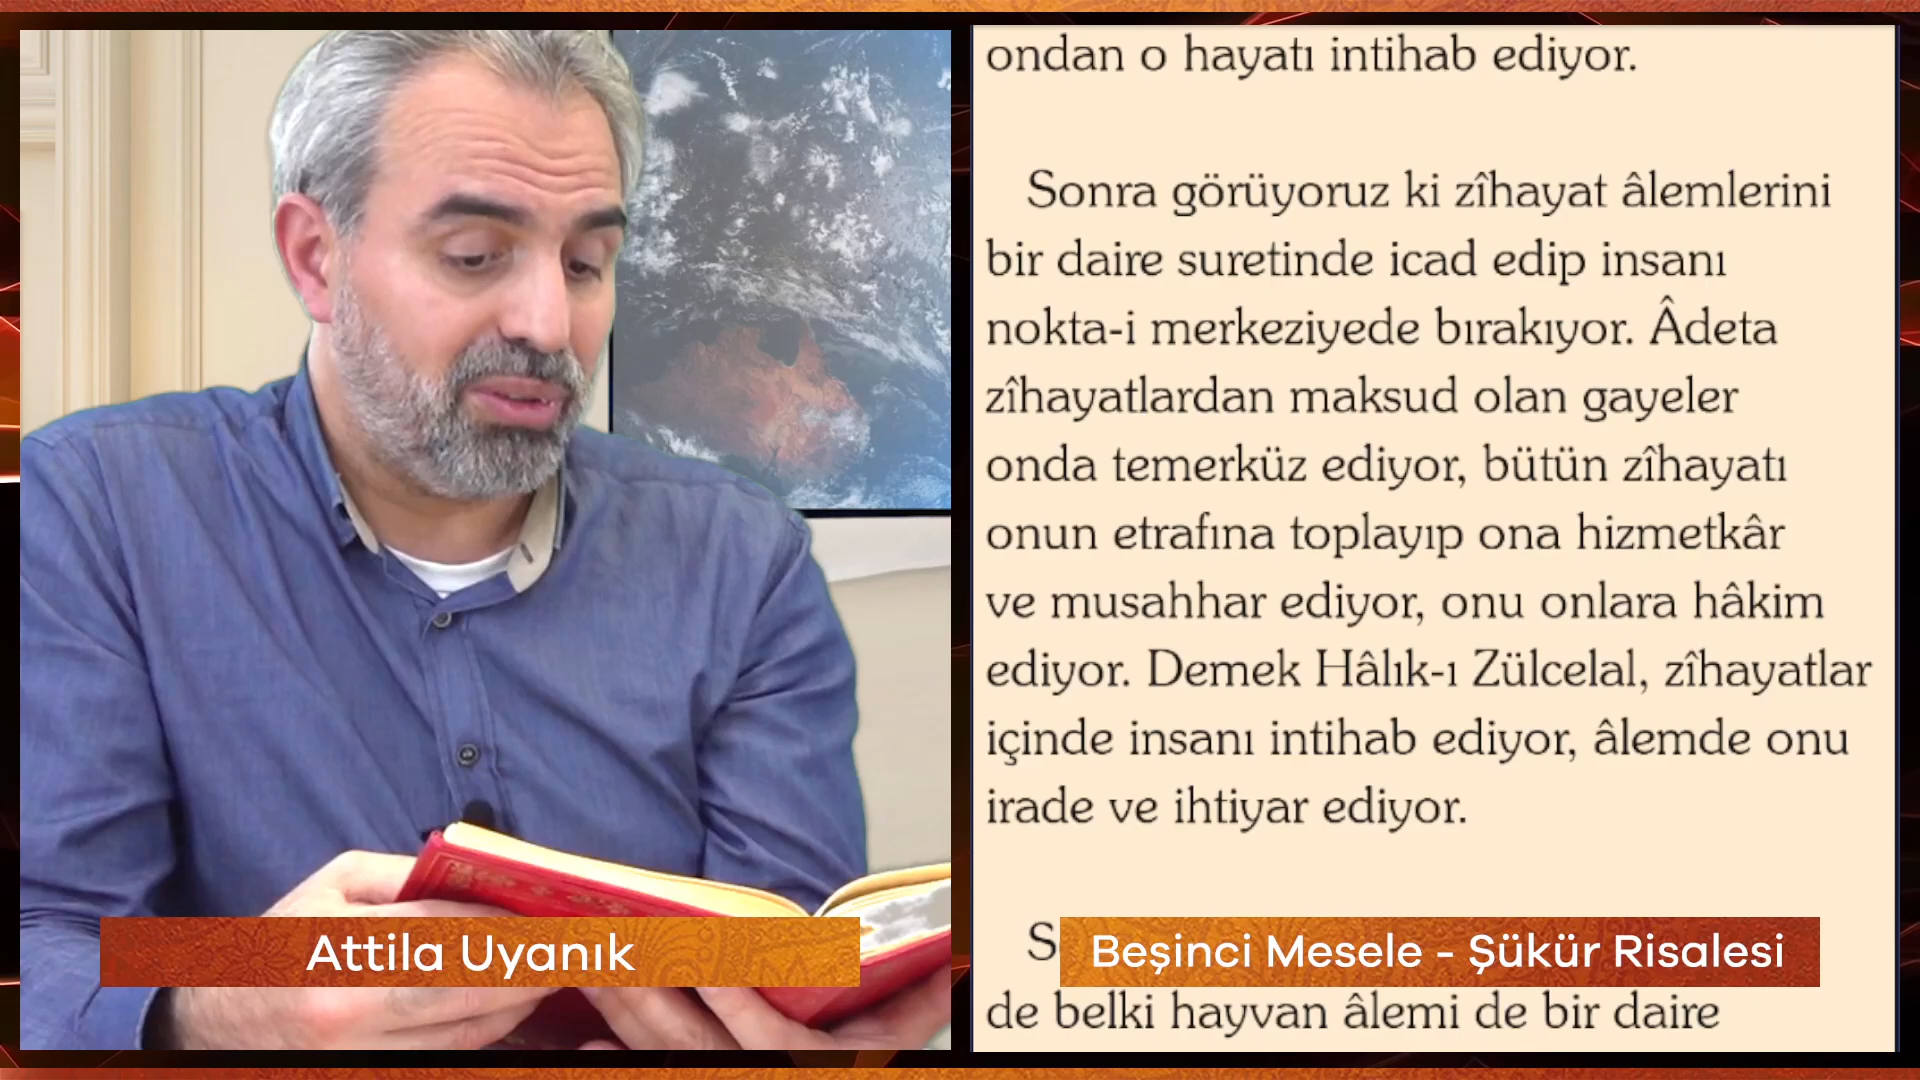 ondan o hayatı intihab ediyor.
Sonra görüyoruz ki zîhayat âlemlerini
bir daire suretinde icad edip insanı
nokta-i merkeziyede bırakıyor. Âdeta
zîhayatlardan maksud olan gayeler
onda temerküz ediyor, bütün zîhayatı
onun etrafına toplayıp ona hizmetkâr
ve musahhar ediyor, onu onlara hâkim
ediyor. Demek Hâlık-ı Zülcelal, zîhayatlar
içinde insanı intihab ediyor, âlemde onu
irade ve ihtiyar ediyor.
de belki hayvan âlemi de bir daire
Attila Uyanık
Beşinci Mesele - Şükür Risalesi